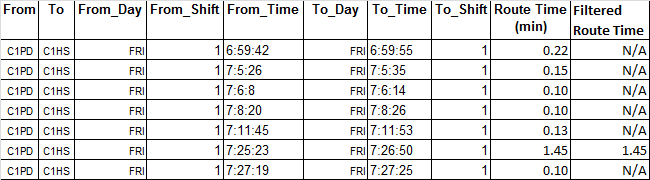 From To From_Day From_Shift From_Time To_Day To_Time To_Shift Route Time (min) Filtered Route Time
C1PD C1HS FRI 1 6:59:42 FRI 6:59:55 1 0.22 N/A
C1PD C1HS FRI 1 7:5:26 FRI 7:5:35 1 0.15 N/A
C1PD C1HS FRI 1 7:6:8 FRI 7:6:14 1 0.10 N/A
C1PD C1HS FRI 1 7:8:20 FRI 7:8:26 1 0.10 N/A
C1PD C1HS FRI 1 7:11:45 FRI 7:11:53 1 0.13 N/A
C1PD C1HS FRI 1 7:25:23 FRI 7:26:50 1 1.45 1.45
C1PD C1HS FRI 1 7:27:19 FRI 7:27:25 1 0.10 N/A